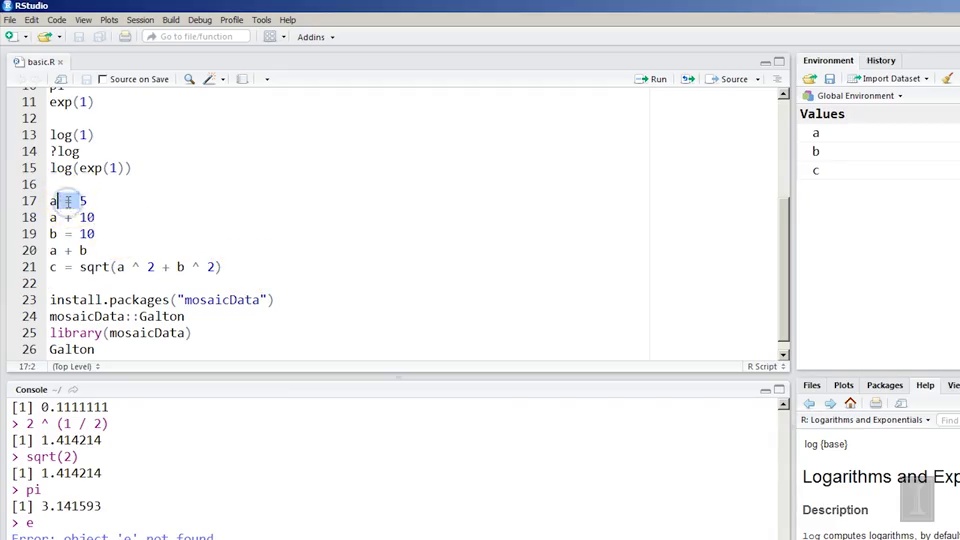 RStudio
File Edit Code View Plots Session Build Debug Profile Tools Help
Go to file/function Addins
basic.R
Source on Save Run Source
Environment History
Import Dataset
Global Environment
Values
a
b
c
10 pi
11 exp(1)
12
13 log(1)
14 ?log
15 log(exp(1))
16
17 a = 5
18 a + 10
19 b = 10
20 a + b
21 c = sqrt(a ^ 2 + b ^ 2)
22
23 install.packages("mosaicData")
24 mosaicData::Galton
25 library(mosaicData)
26 Galton
17:2 (Top Level) R Script
Console ~/
[1] 0.1111111
> 2 ^ (1 / 2)
[1] 1.414214
> sqrt(2)
[1] 1.414214
> pi
[1] 3.141593
> e
Error: object 'e' not found
Files Plots Packages Help
R: Logarithms and Exponentials
log {base}
Logarithms and Exp
Description
log computes logarithms, by default